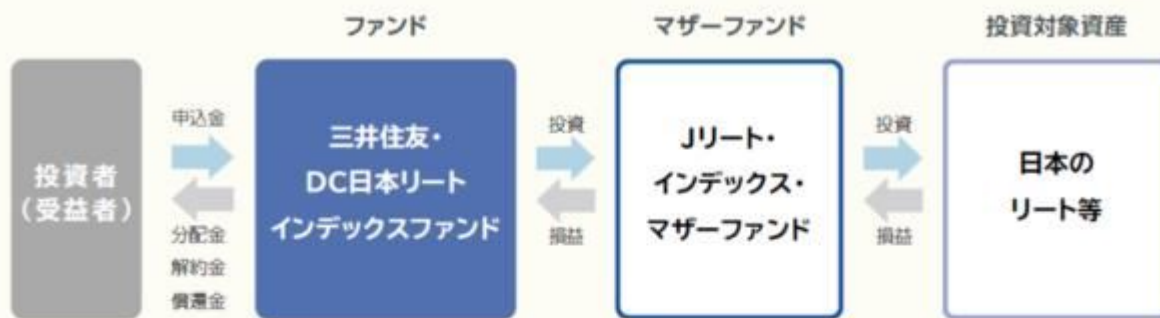 ファンド
マザーファンド
投資対象資産
投資者
（受益者）
申込金
分配金
解約金
償還金
三井住友・
DC日本リート
インデックスファンド
投資
損益
Jリート・
インデックス・
マザーファンド
投資
損益
日本の
リート等